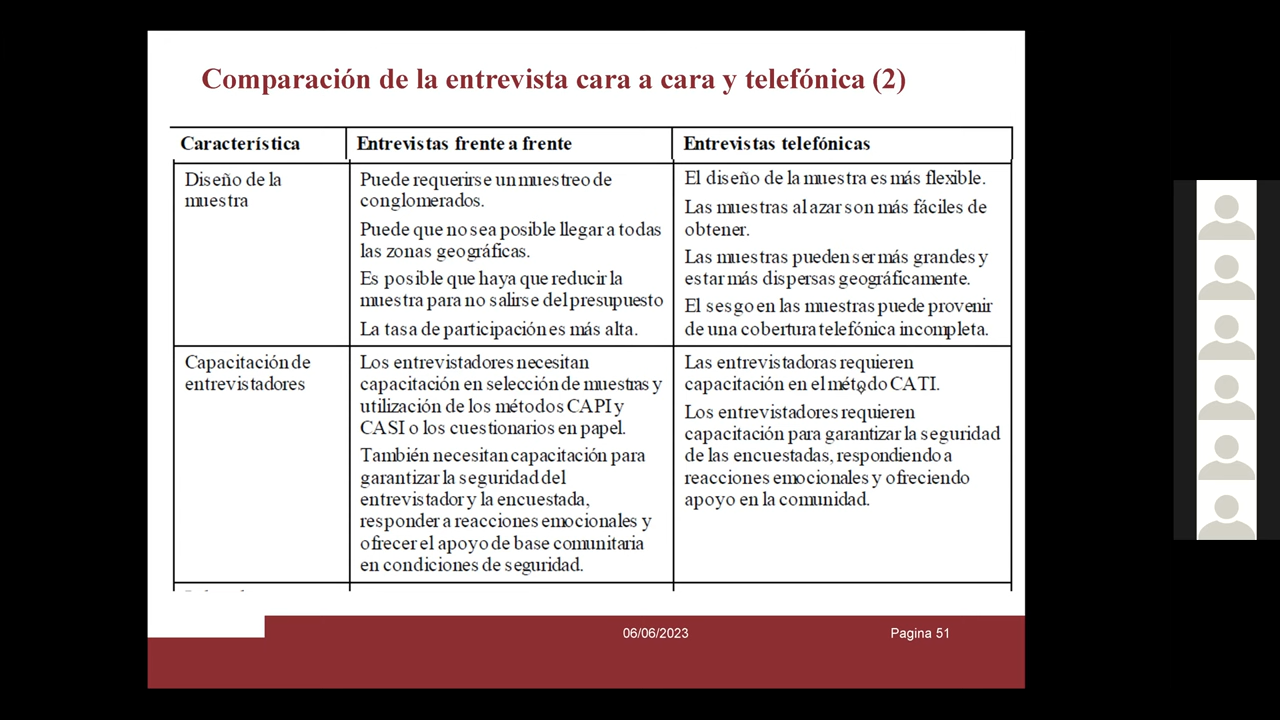 Comparación de la entrevista cara a cara y telefónica (2)
Característica
Entrevistas frente a frente
Entrevistas telefónicas
Diseño de la
muestra
Puede requerirse un muestreo de
conglomerados.
Puede que no sea posible llegar a todas
las zonas geográficas.
Es posible que haya que reducir la
muestra para no salirse del presupuesto
La tasa de participación es más alta.
El diseño de la muestra es más flexible.
Las muestras al azar son más fáciles de
obtener.
Las muestras pueden ser más grandes y
estar más dispersas geográficamente.
El sesgo en las muestras puede provenir
de una cobertura telefónica incompleta.
Capacitación de
entrevistadores
Los entrevistadores necesitan
capacitación en selección de muestras y
utilización de los métodos CAPI y
CASI o los cuestionarios en papel.
También necesitan capacitación para
garantizar la seguridad del
entrevistador y la encuestada,
responder a reacciones emocionales y
ofrecer el apoyo de base comunitaria
en condiciones de seguridad.
Las entrevistadoras requieren
capacitación en el método CATI.
Los entrevistadores requieren
capacitación para garantizar la seguridad
de las encuestadas, respondiendo a
reacciones emocionales y ofreciendo
apoyo en la comunidad.
06/06/2023
Pagina 51